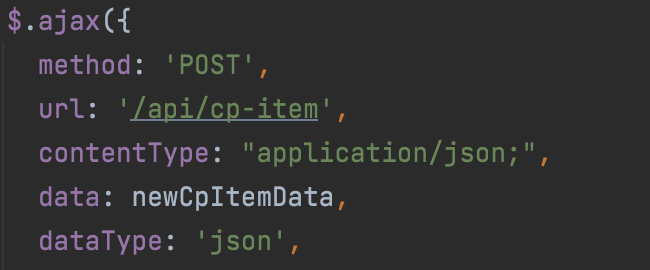 $.ajax({
method: 'POST',
url: '/api/cp-item',
contentType: "application/json;",
data: newCpItemData,
dataType: 'json',